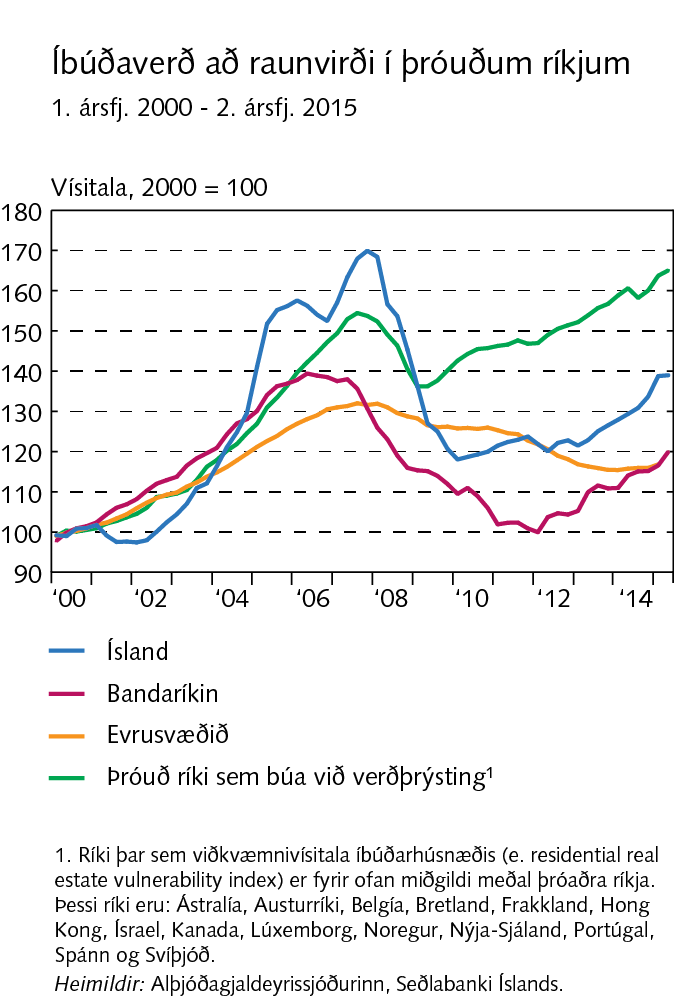 Íbúðaverð að raunvirði í þróuðum ríkjum
1. ársfj. 2000 - 2. ársfj. 2015
Vísitala, 2000 = 100
180
170
160
150
140
130
120
110
100
90
‘00 ‘02 ‘04 ‘06 ‘08 ‘10 ‘12 ‘14
Ísland
Bandaríkin
Evrusvæðið
Þróuð ríki sem búa við verðþrýsting¹
1. Ríki þar sem viðkvæmnivísitala íbúðarhúsnæðis (e. residential real
estate vulnerability index) er fyrir ofan miðgildi meðal þróaðra ríkja.
Þessi ríki eru: Ástralía, Austurríki, Belgía, Bretland, Frakkland, Hong
Kong, Ísrael, Kanada, Lúxemborg, Noregur, Nýja-Sjáland, Portúgal,
Spánn og Svíþjóð.
Heimildir: Alþjóðagjaldeyrissjóðurinn, Seðlabanki Íslands.